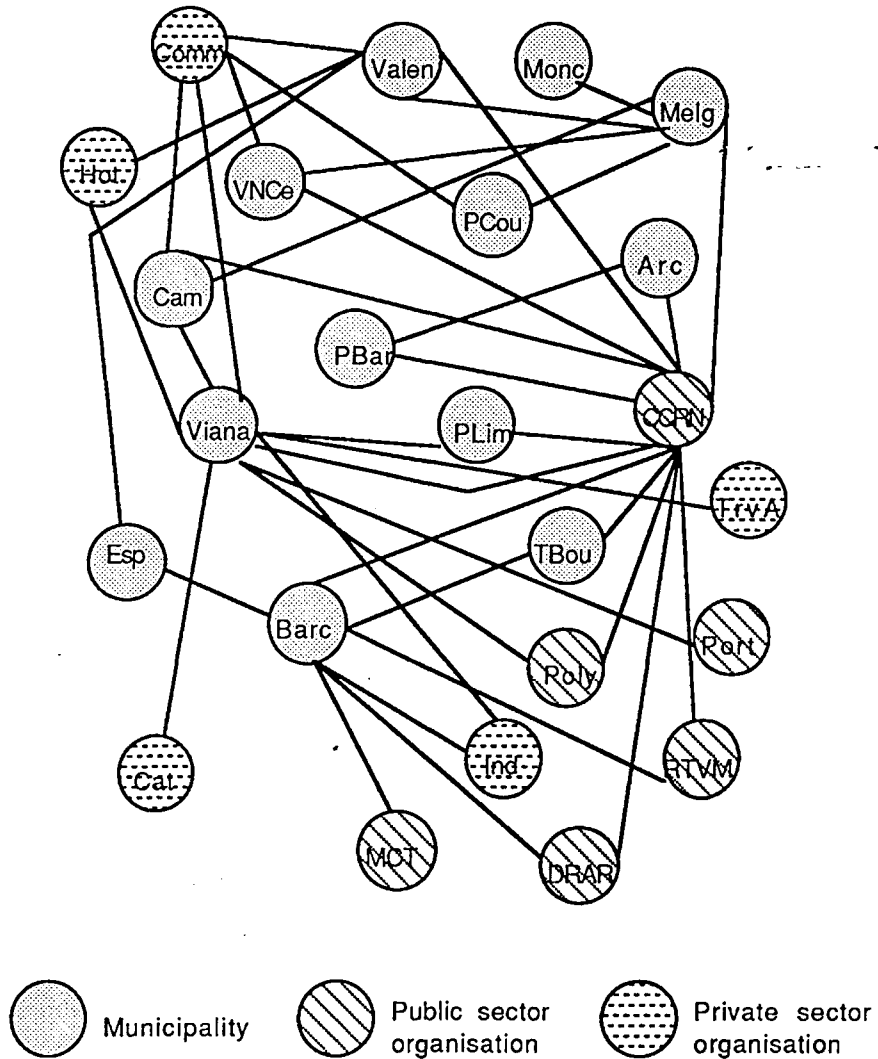 Comm
Valen
Monc
Melg
Hot
VNCe
PCou
Arc
Cam
PBar
CCRN
Viana
PLim
TrvA
Esp
TBou
Barc
Port
Poly
Ind
RTVM
Cat
MCT
DRAR
Municipality
Public sector
organisation
Private sector
organisation